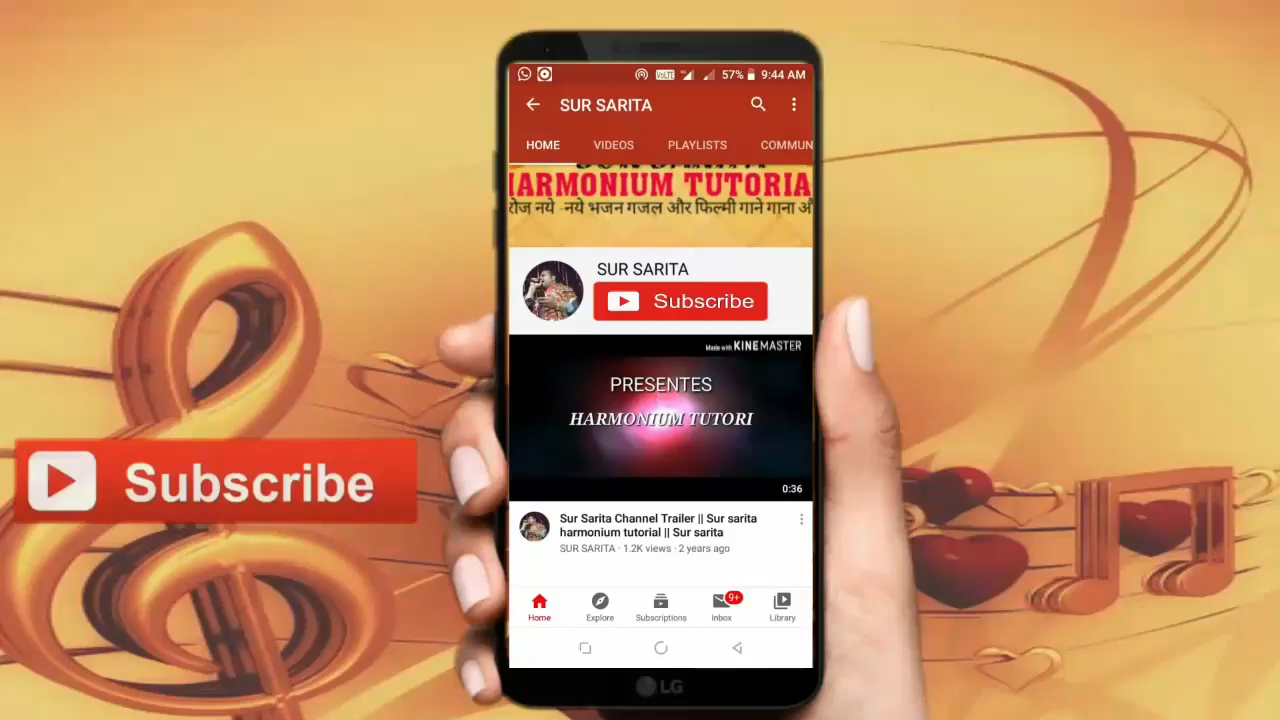 VoLTE 57% 9:44 AM
SUR SARITA
HOME VIDEOS PLAYLISTS COMMUN
HARMONIUM TUTORIA
रोज नये -नये भजन गजल और फिल्मी गाने गाना औ
SUR SARITA
Subscribe
Made with KINEMASTER
PRESENTES
HARMONIUM TUTORI
0:36
Sur Sarita Channel Trailer || Sur sarita
harmonium tutorial || Sur sarita
SUR SARITA · 1.2K views · 2 years ago
9+
Home Explore Subscriptions Inbox Library
LG
Subscribe